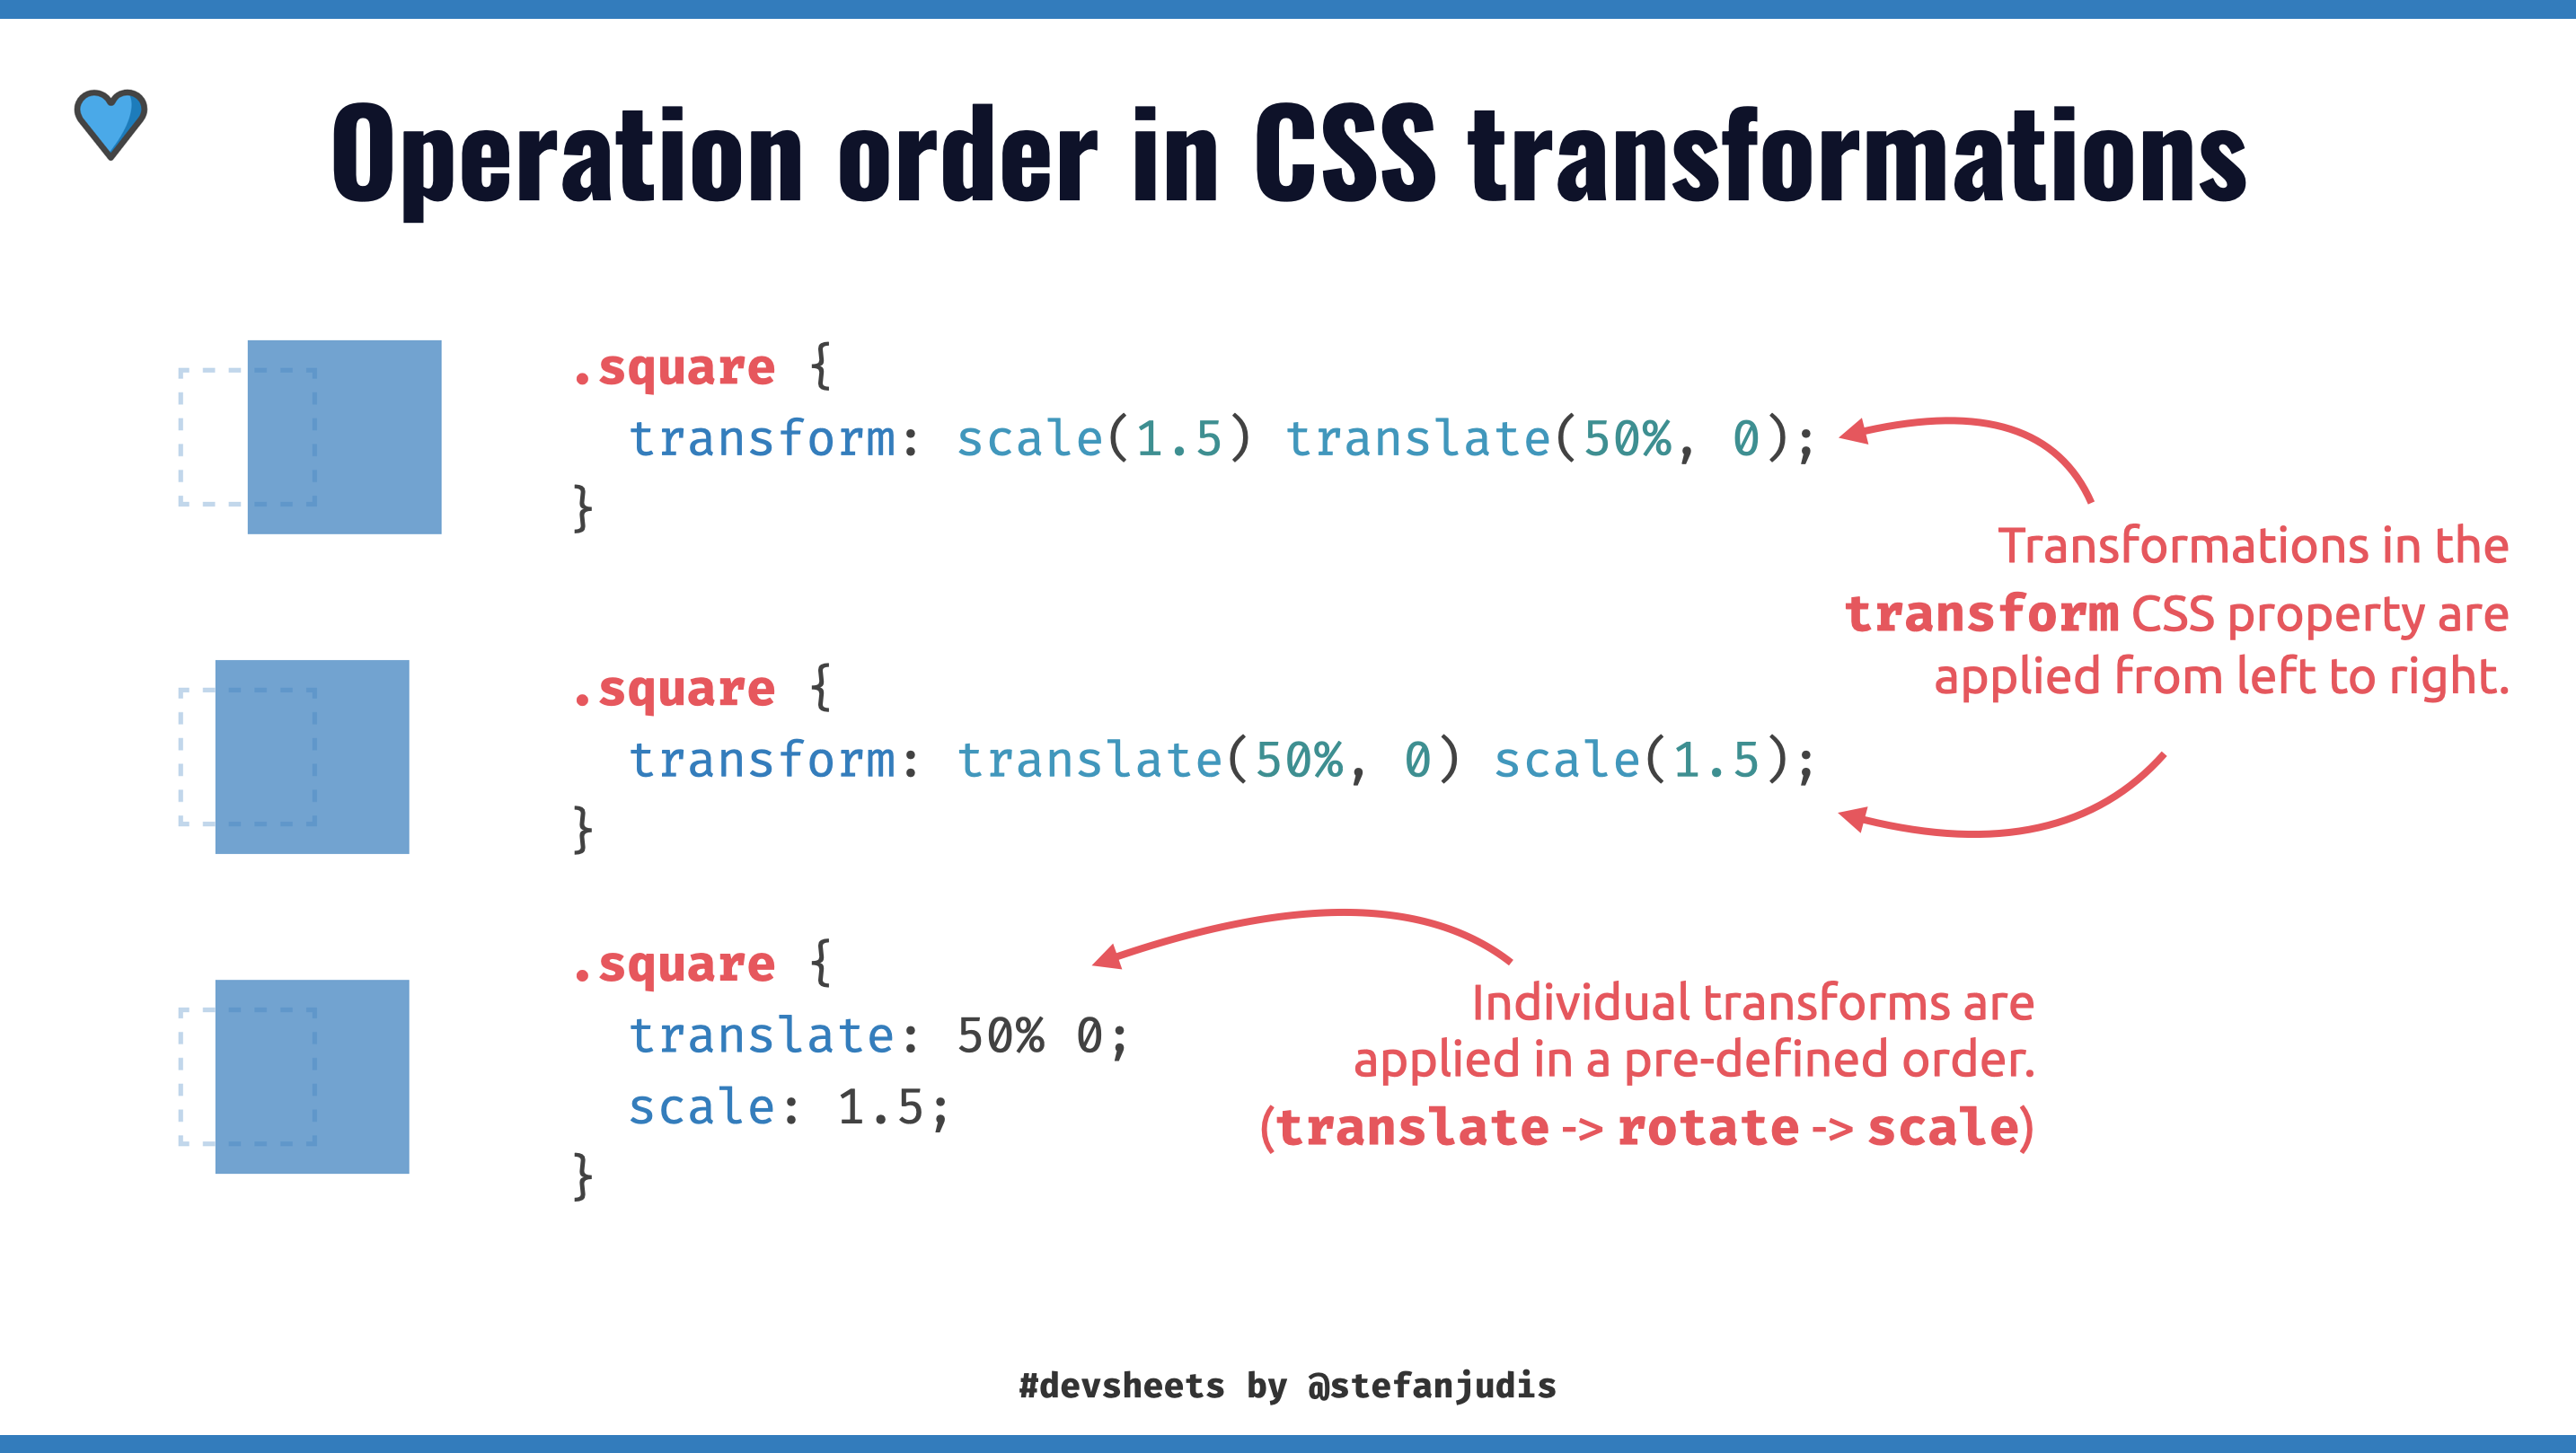 Operation order in CSS transformations
.square {
transform: scale(1.5) translate(50%, 0);
}
Transformations in the
transform CSS property are
applied from left to right.
.square {
transform: translate(50%, 0) scale(1.5);
}
.square {
translate: 50% 0;
scale: 1.5;
}
Individual transforms are
applied in a pre-defined order.
(translate -> rotate -> scale)
#devsheets by @stefanjudis